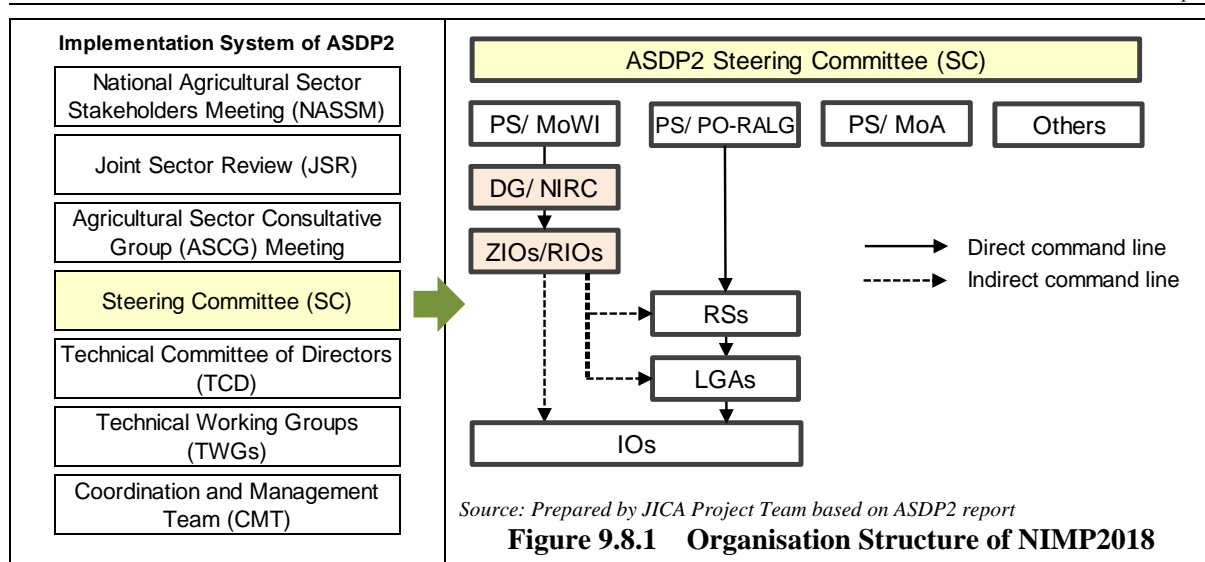 Implementation System of ASDP2
National Agricultural Sector
Stakeholders Meeting (NASSM)
Joint Sector Review (JSR)
Agricultural Sector Consultative
Group (ASCG) Meeting
Steering Committee (SC)
Technical Committee of Directors
(TCD)
Technical Working Groups
(TWGs)
Coordination and Management
Team (CMT)
ASDP2 Steering Committee (SC)
PS/ MoWI
PS/ PO-RALG
PS/ MoA
Others
DG/ NIRC
ZIOs/RIOs
Direct command line
Indirect command line
RSs
LGAs
IOs
Source: Prepared by JICA Project Team based on ASDP2 report
Figure 9.8.1 Organisation Structure of NIMP2018